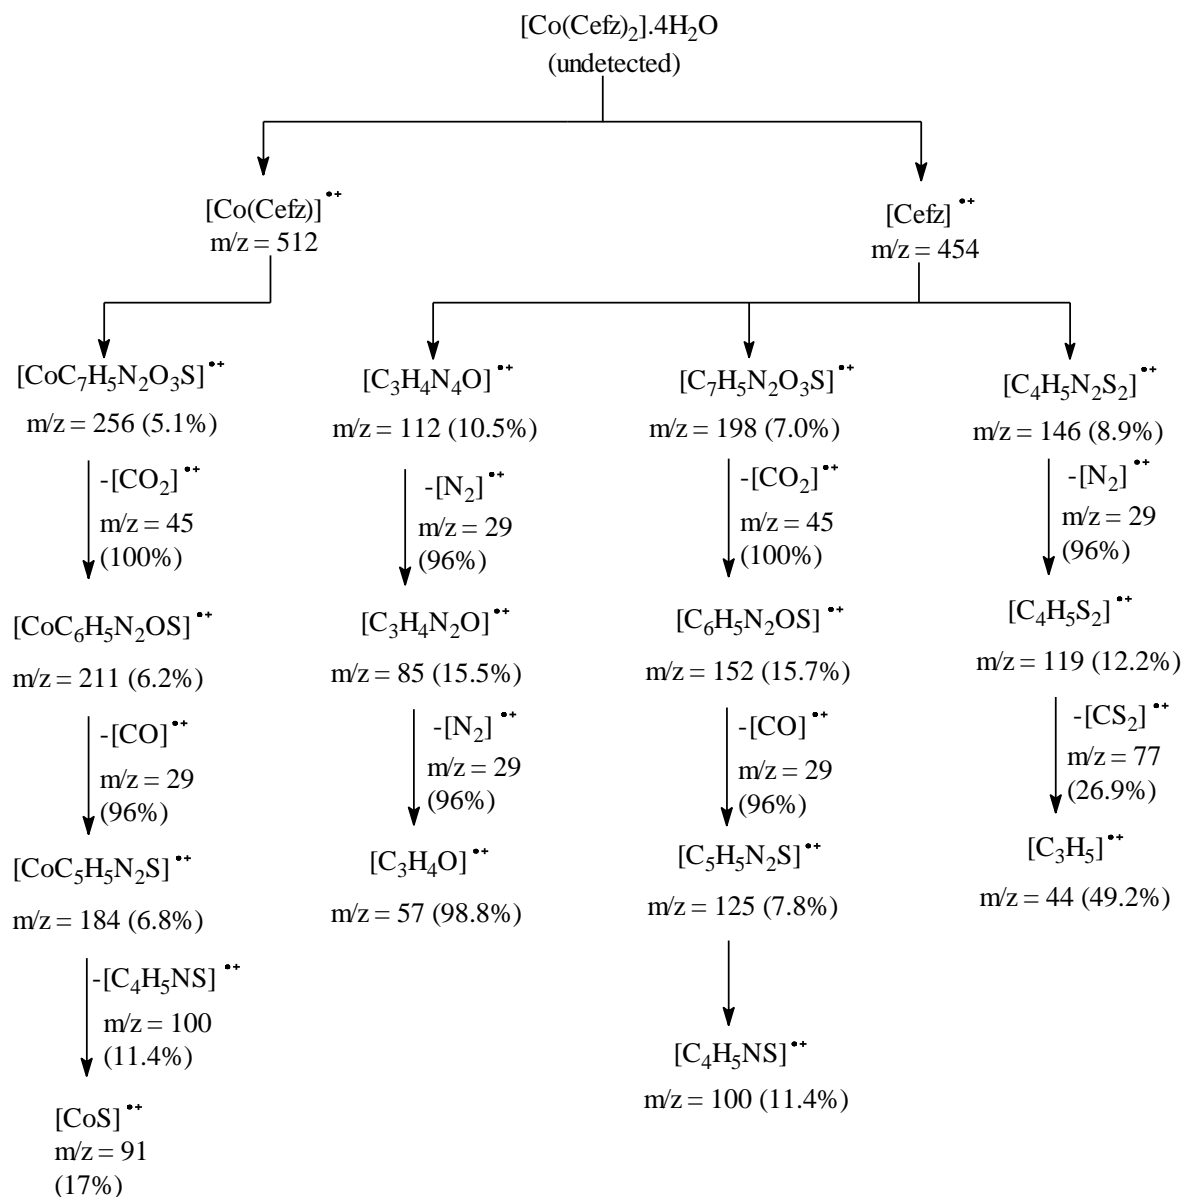 [Co(Cefz)₂].4H₂O
(undetected)
[Co(Cefz)]•+
m/z = 512
[Cefz]•+
m/z = 454
[CoC₇H₅N₂O₃S]•+
m/z = 256 (5.1%)
-[CO₂]•+
m/z = 45
(100%)
[CoC₆H₅N₂OS]•+
m/z = 211 (6.2%)
-[CO]•+
m/z = 29
(96%)
[CoC₅H₅N₂S]•+
m/z = 184 (6.8%)
-[C₄H₅NS]•+
m/z = 100
(11.4%)
[CoS]•+
m/z = 91
(17%)
[C₃H₄N₄O]•+
m/z = 112 (10.5%)
-[N₂]•+
m/z = 29
(96%)
[C₃H₄N₂O]•+
m/z = 85 (15.5%)
-[N₂]•+
m/z = 29
(96%)
[C₃H₄O]•+
m/z = 57 (98.8%)
[C₇H₅N₂O₃S]•+
m/z = 198 (7.0%)
-[CO₂]•+
m/z = 45
(100%)
[C₆H₅N₂OS]•+
m/z = 152 (15.7%)
-[CO]•+
m/z = 29
(96%)
[C₅H₅N₂S]•+
m/z = 125 (7.8%)
[C₄H₅NS]•+
m/z = 100 (11.4%)
[C₄H₅N₂S₂]•+
m/z = 146 (8.9%)
-[N₂]•+
m/z = 29
(96%)
[C₄H₅S₂]•+
m/z = 119 (12.2%)
-[CS₂]•+
m/z = 77
(26.9%)
[C₃H₅]•+
m/z = 44 (49.2%)